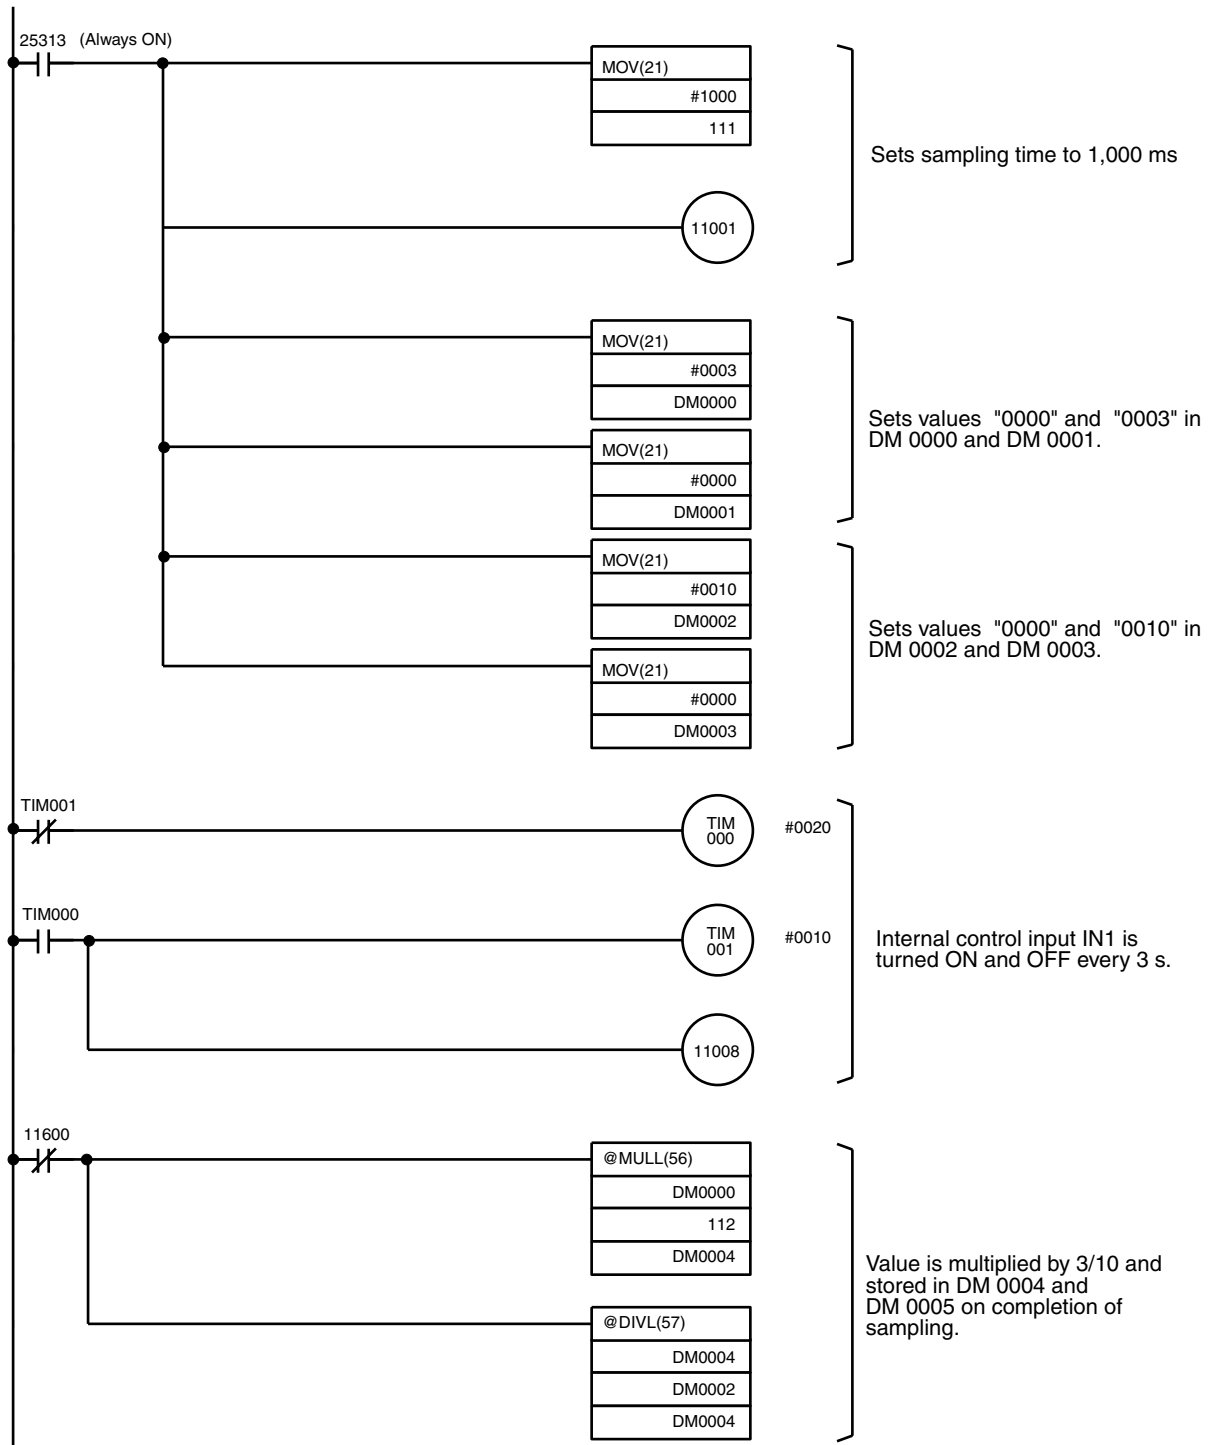 25313 (Always ON)
MOV(21)
#1000
111
Sets sampling time to 1,000 ms
11001
MOV(21)
#0003
DM0000
Sets values "0000" and "0003" in
DM 0000 and DM 0001.
MOV(21)
#0000
DM0001
MOV(21)
#0010
DM0002
Sets values "0000" and "0010" in
DM 0002 and DM 0003.
MOV(21)
#0000
DM0003
TIM001
TIM
000
#0020
TIM000
TIM
001
#0010
Internal control input IN1 is
turned ON and OFF every 3 s.
11008
11600
@MULL(56)
DM0000
112
DM0004
Value is multiplied by 3/10 and
stored in DM 0004 and
DM 0005 on completion of
sampling.
@DIVL(57)
DM0004
DM0002
DM0004